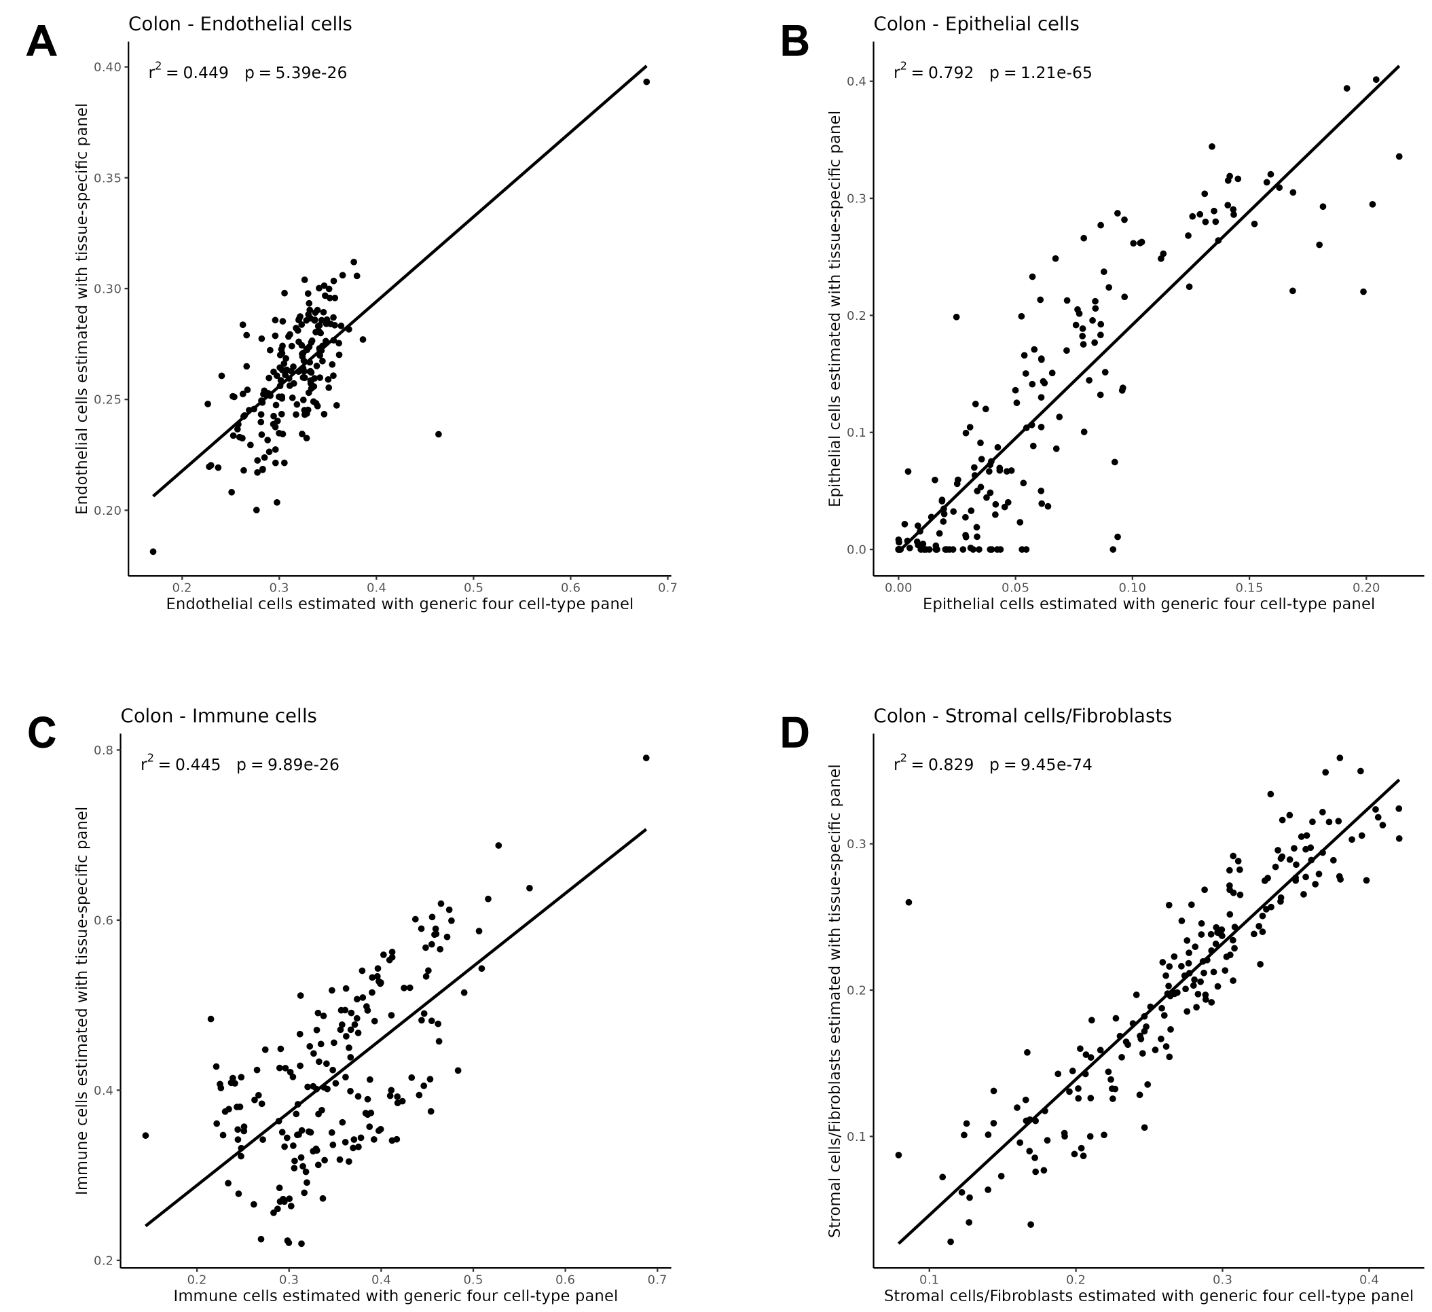 A
Colon - Endothelial cells
r² = 0.449 p = 5.39e-26
Endothelial cells estimated with tissue-specific panel
0.40
0.35
0.30
0.25
0.20
0.2 0.3 0.4 0.5 0.6 0.7
Endothelial cells estimated with generic four cell-type panel
B
Colon - Epithelial cells
r² = 0.792 p = 1.21e-65
Epithelial cells estimated with tissue-specific panel
0.4
0.3
0.2
0.1
0.0
0.00 0.05 0.10 0.15 0.20
Epithelial cells estimated with generic four cell-type panel
C
Colon - Immune cells
r² = 0.445 p = 9.89e-26
Immune cells estimated with tissue-specific panel
0.8
0.6
0.4
0.2
0.2 0.3 0.4 0.5 0.6 0.7
Immune cells estimated with generic four cell-type panel
D
Colon - Stromal cells/Fibroblasts
r² = 0.829 p = 9.45e-74
Stromal cells/Fibroblasts estimated with tissue-specific panel
0.3
0.2
0.1
0.1 0.2 0.3 0.4
Stromal cells/Fibroblasts estimated with generic four cell-type panel